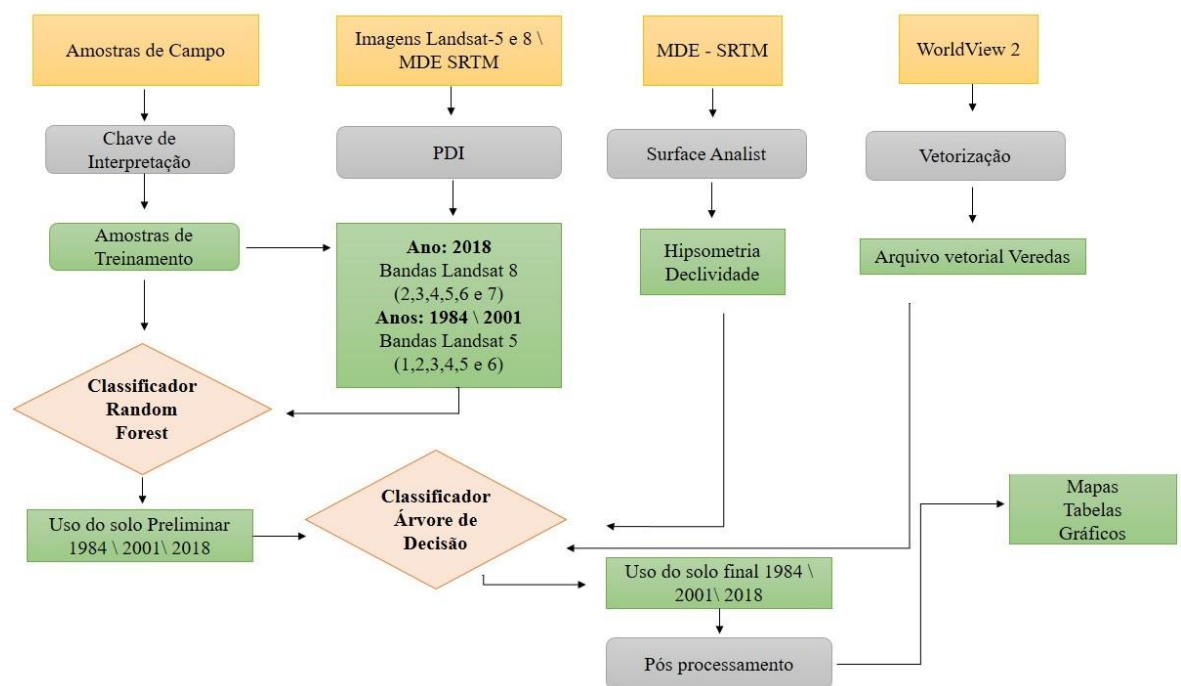 Amostras de Campo
Imagens Landsat-5 e 8 \
MDE SRTM
MDE - SRTM
WorldView 2
Chave de
Interpretação
PDI
Surface Analist
Vetorização
Amostras de
Treinamento
Ano: 2018
Bandas Landsat 8
(2,3,4,5,6 e 7)
Anos: 1984 \ 2001
Bandas Landsat 5
(1,2,3,4,5 e 6)
Hipsometria
Declividade
Arquivo vetorial Veredas
Classificador
Random
Forest
Classificador
Árvore de
Decisão
Mapas
Tabelas
Gráficos
Uso do solo Preliminar
1984 \ 2001\ 2018
Uso do solo final 1984 \
2001\ 2018
Pós processamento